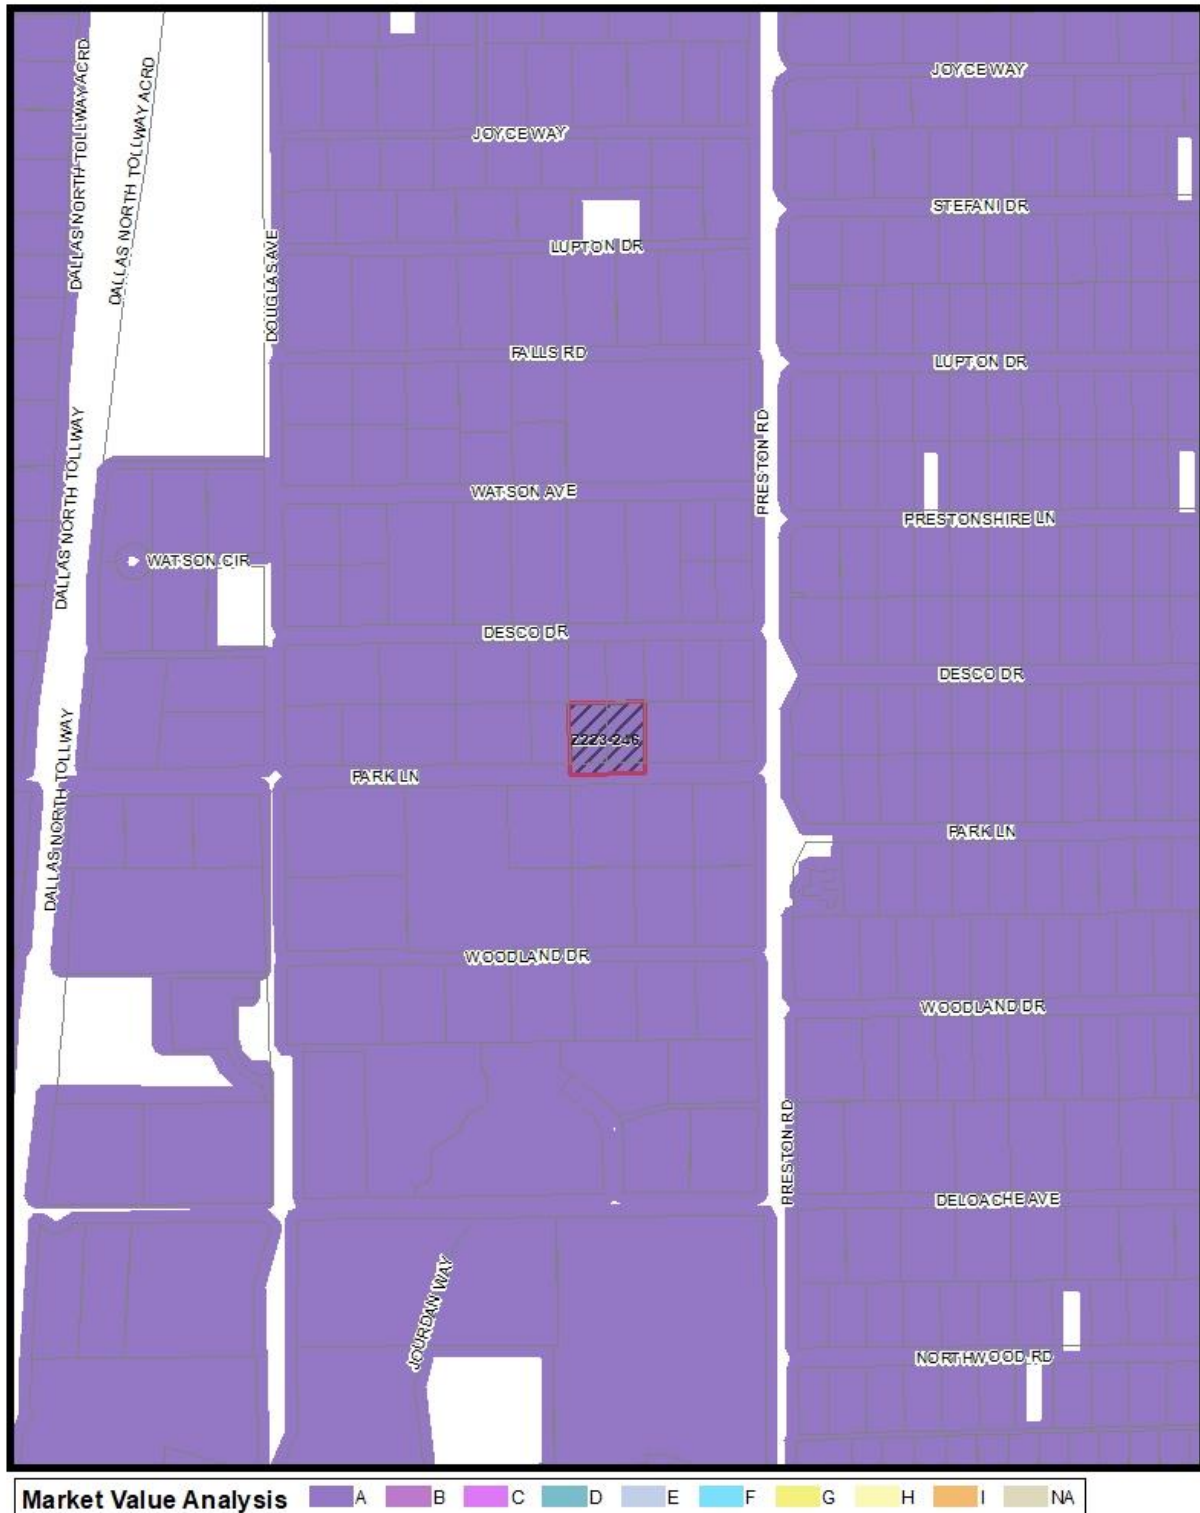 DALLAS NORTH TOLLWAY ACRD
DALLAS NORTH TOLLWAY ACRD
JOYCE WAY
JOYCE WAY
STEFANI DR
DOUGLAS AVE
LUPTON DR
FALLS RD
LUPTON DR
DALLAS NORTH TOLLWAY
PRESTON RD
WATSON AVE
PRESTONSHIRE LN
WATSON CIR
DESCO DR
DESCO DR
DALLAS NORTH TOLLWAY
Z223-246
PARK LN
PARK LN
WOODLAND DR
WOODLAND DR
PRESTON RD
DELOACHE AVE
JOURDAN WAY
NORTHWOOD RD
Market Value Analysis A B C D E F G H I NA